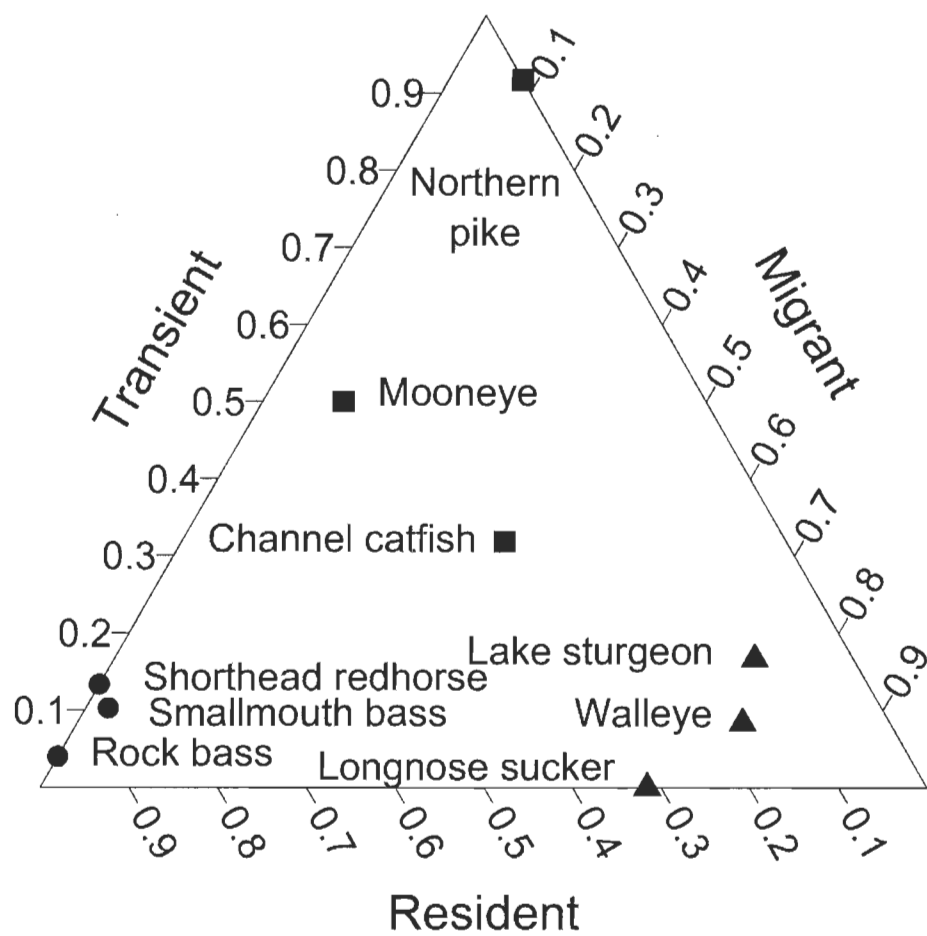 0.1
0.9
0.2
0.8
Northern
pike
0.3
0.7
Transient
Migrant
0.4
0.6
0.5
0.5
Mooneye
0.6
0.4
0.7
Channel catfish
0.3
0.8
0.2
Lake sturgeon
0.9
Shorthead redhorse
0.1
Smallmouth bass
Walleye
Rock bass
Longnose sucker
0.9
0.8
0.7
0.6
0.5
0.4
0.3
0.2
0.1
Resident